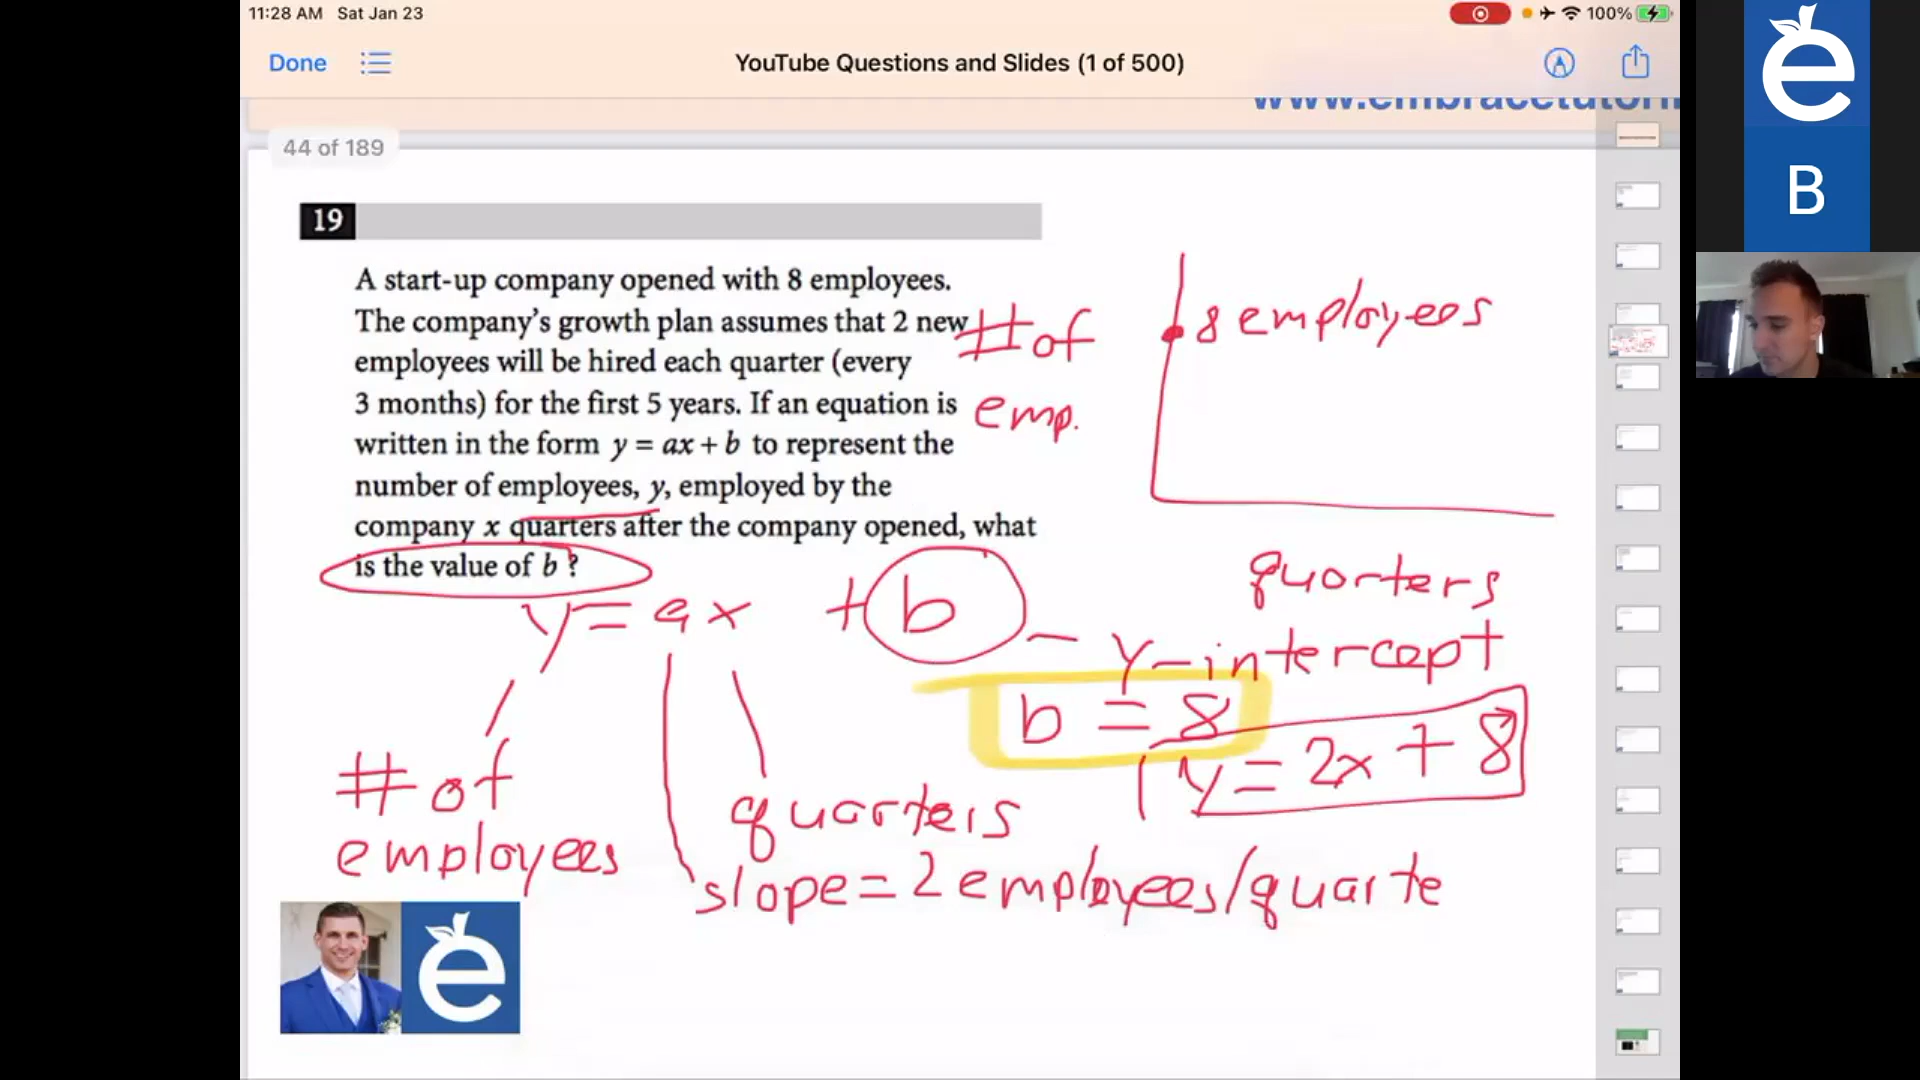 11:28 AM Sat Jan 23
100%
Done
YouTube Questions and Slides (1 of 500)
44 of 189
19
A start-up company opened with 8 employees.
The company's growth plan assumes that 2 new
employees will be hired each quarter (every
3 months) for the first 5 years. If an equation is
written in the form y = ax + b to represent the
number of employees, y, employed by the
company x quarters after the company opened, what
is the value of b ?
# of
emp.
8 employees
quarters
y = ax + b - y-intercept
b = 8
y = 2x + 8
# of
employees
quarters
slope = 2 employees/quarte
e
B
e